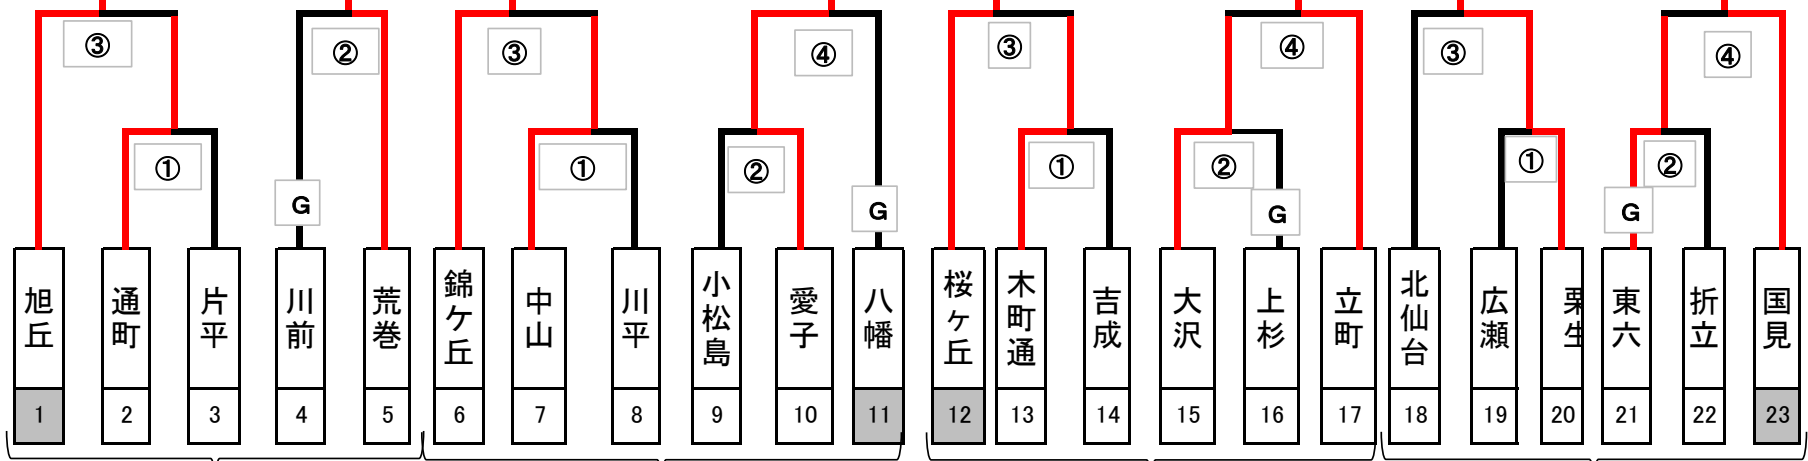 ③ ② ③ ④ ③ ④ ③ ④
① ① ② ① ② ① ②
G G G G
旭丘 通町 片平 川前 荒巻 錦ケ丘 中山 川平 小松島 愛子 八幡 桜ヶ丘 木町通 吉成 大沢 上杉 立町 北仙台 広瀬 栗生 東六 折立 国見
1 2 3 4 5 6 7 8 9 10 11 12 13 14 15 16 17 18 19 20 21 22 23